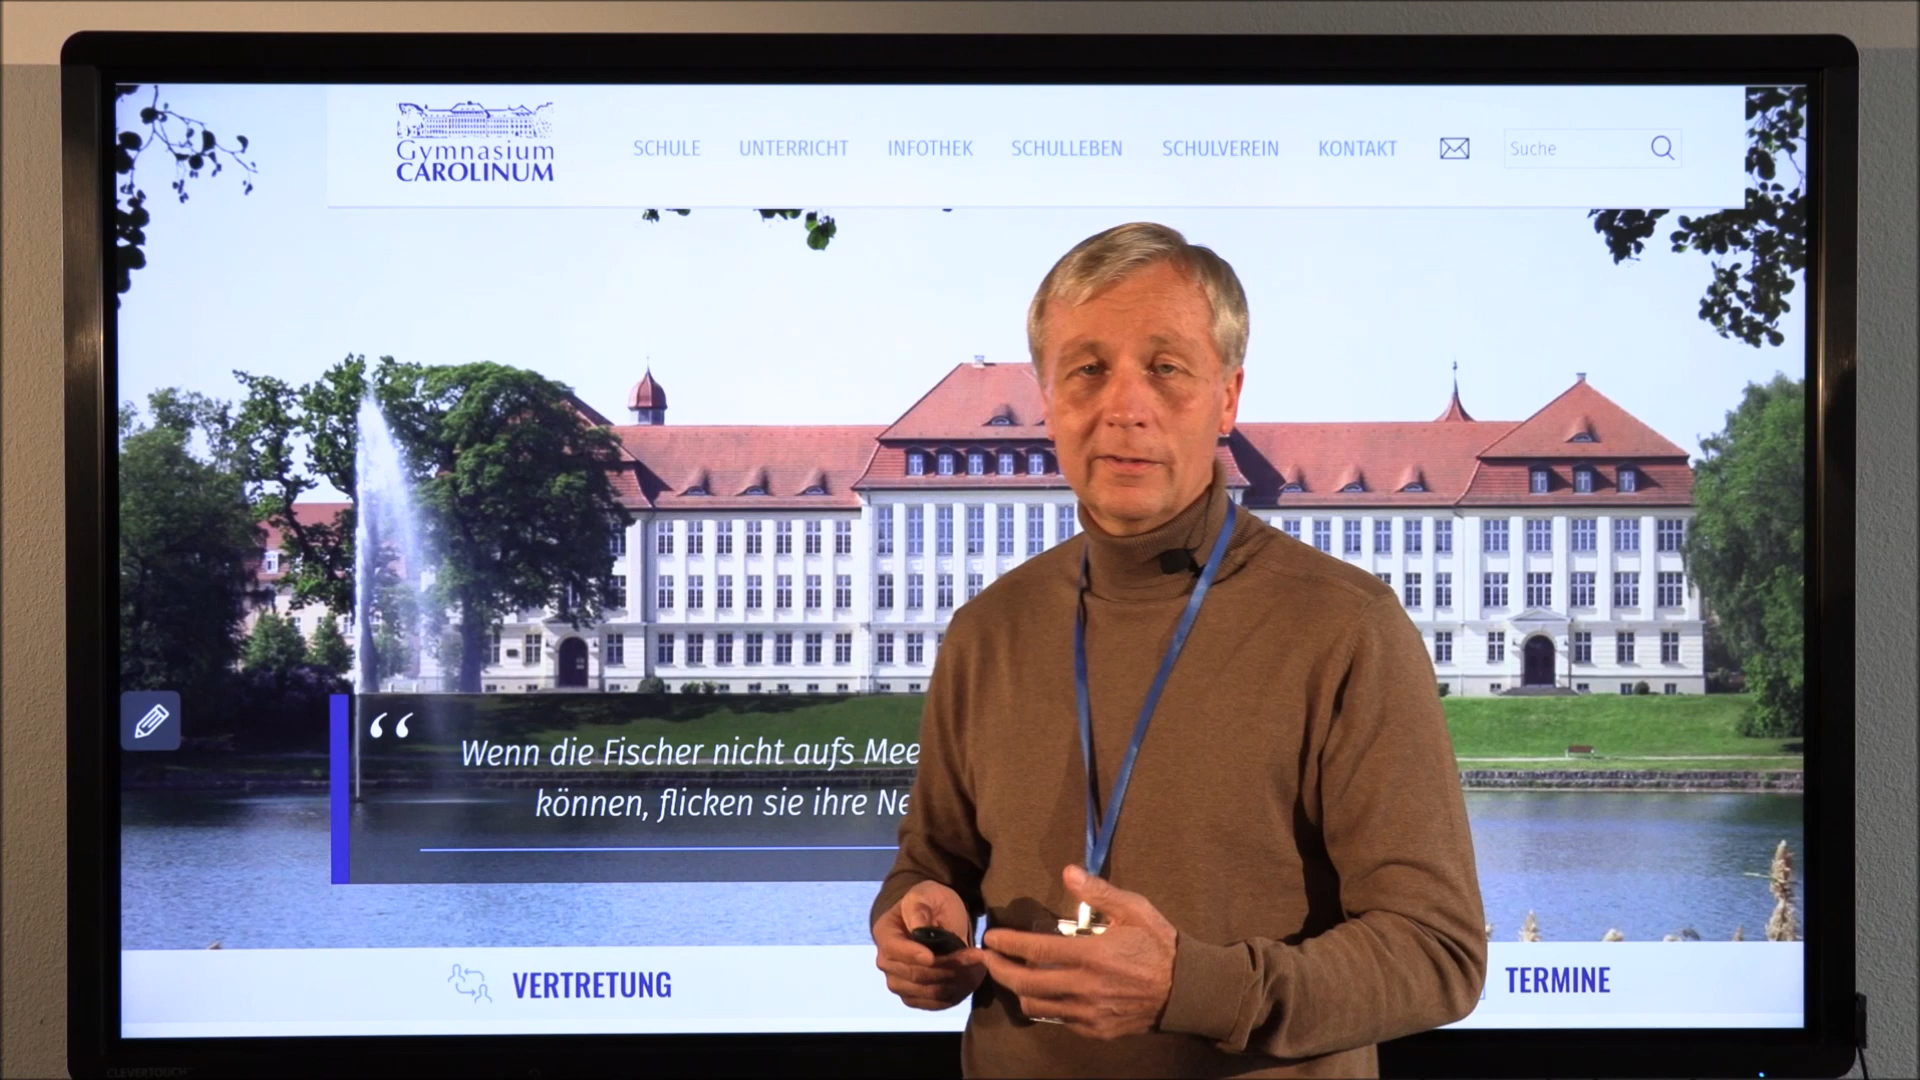 Gymnasium
CAROLINUM
SCHULE UNTERRICHT INFOTHEK SCHULLEBEN SCHULVEREIN KONTAKT Suche
“
Wenn die Fischer nicht aufs Mee
können, flicken sie ihre Ne
VERTRETUNG TERMINE
CLEVERTOUCH